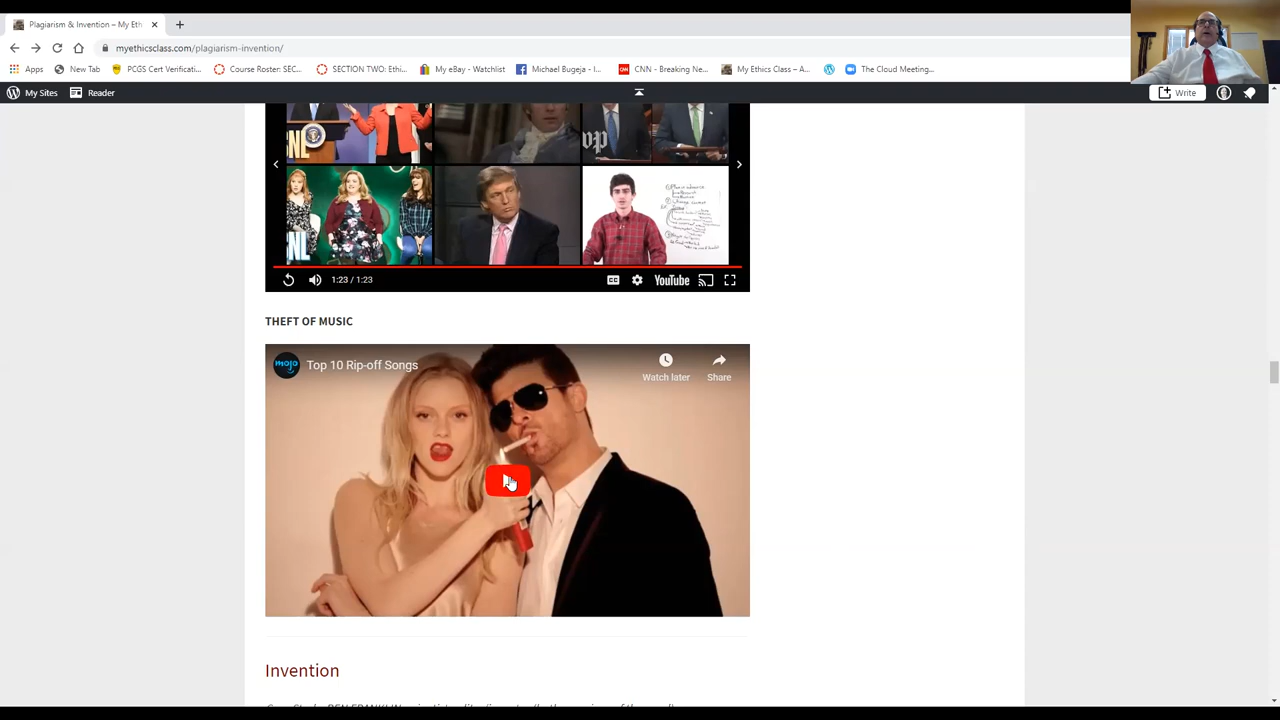 Plagiarism & Invention – My Eth
myethicsclass.com/plagiarism-invention/
Apps
New Tab
PCGS Cert Verificati...
Course Roster: SEC...
SECTION TWO: Ethi...
My eBay - Watchlist
Michael Bugeja - I...
CNN - Breaking Ne...
My Ethics Class – A...
The Cloud Meeting...
My Sites
Reader
Write
1:23 / 1:23
CC
YouTube
THEFT OF MUSIC
mojo
Top 10 Rip-off Songs
Watch later
Share
Invention